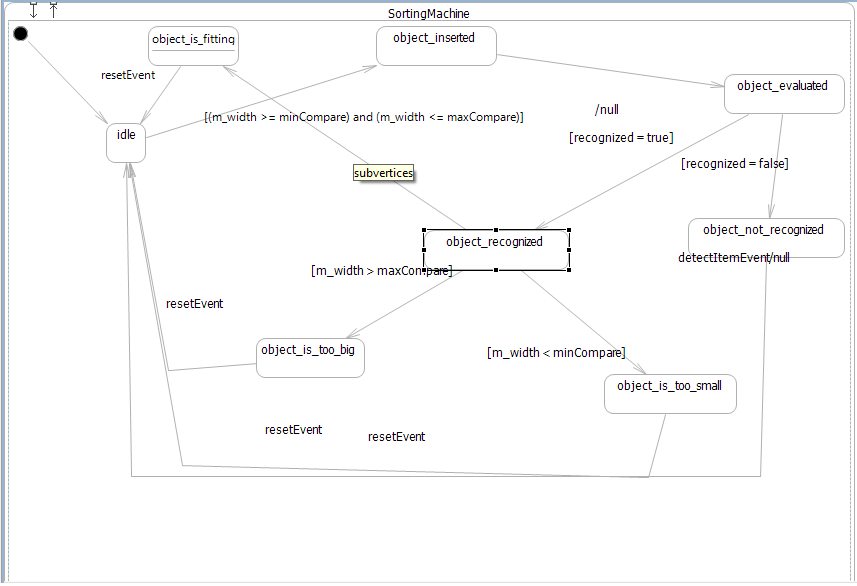 SortingMachine
object_is_fitting
object_inserted
resetEvent
object_evaluated
/null
[(m_width >= minCompare) and (m_width <= maxCompare)]
idle
[recognized = true]
[recognized = false]
subvertices
object_not_recognized
object_recognized
detectItemEvent/null
[m_width > maxCompare]
resetEvent
object_is_too_big
[m_width < minCompare]
object_is_too_small
resetEvent
resetEvent